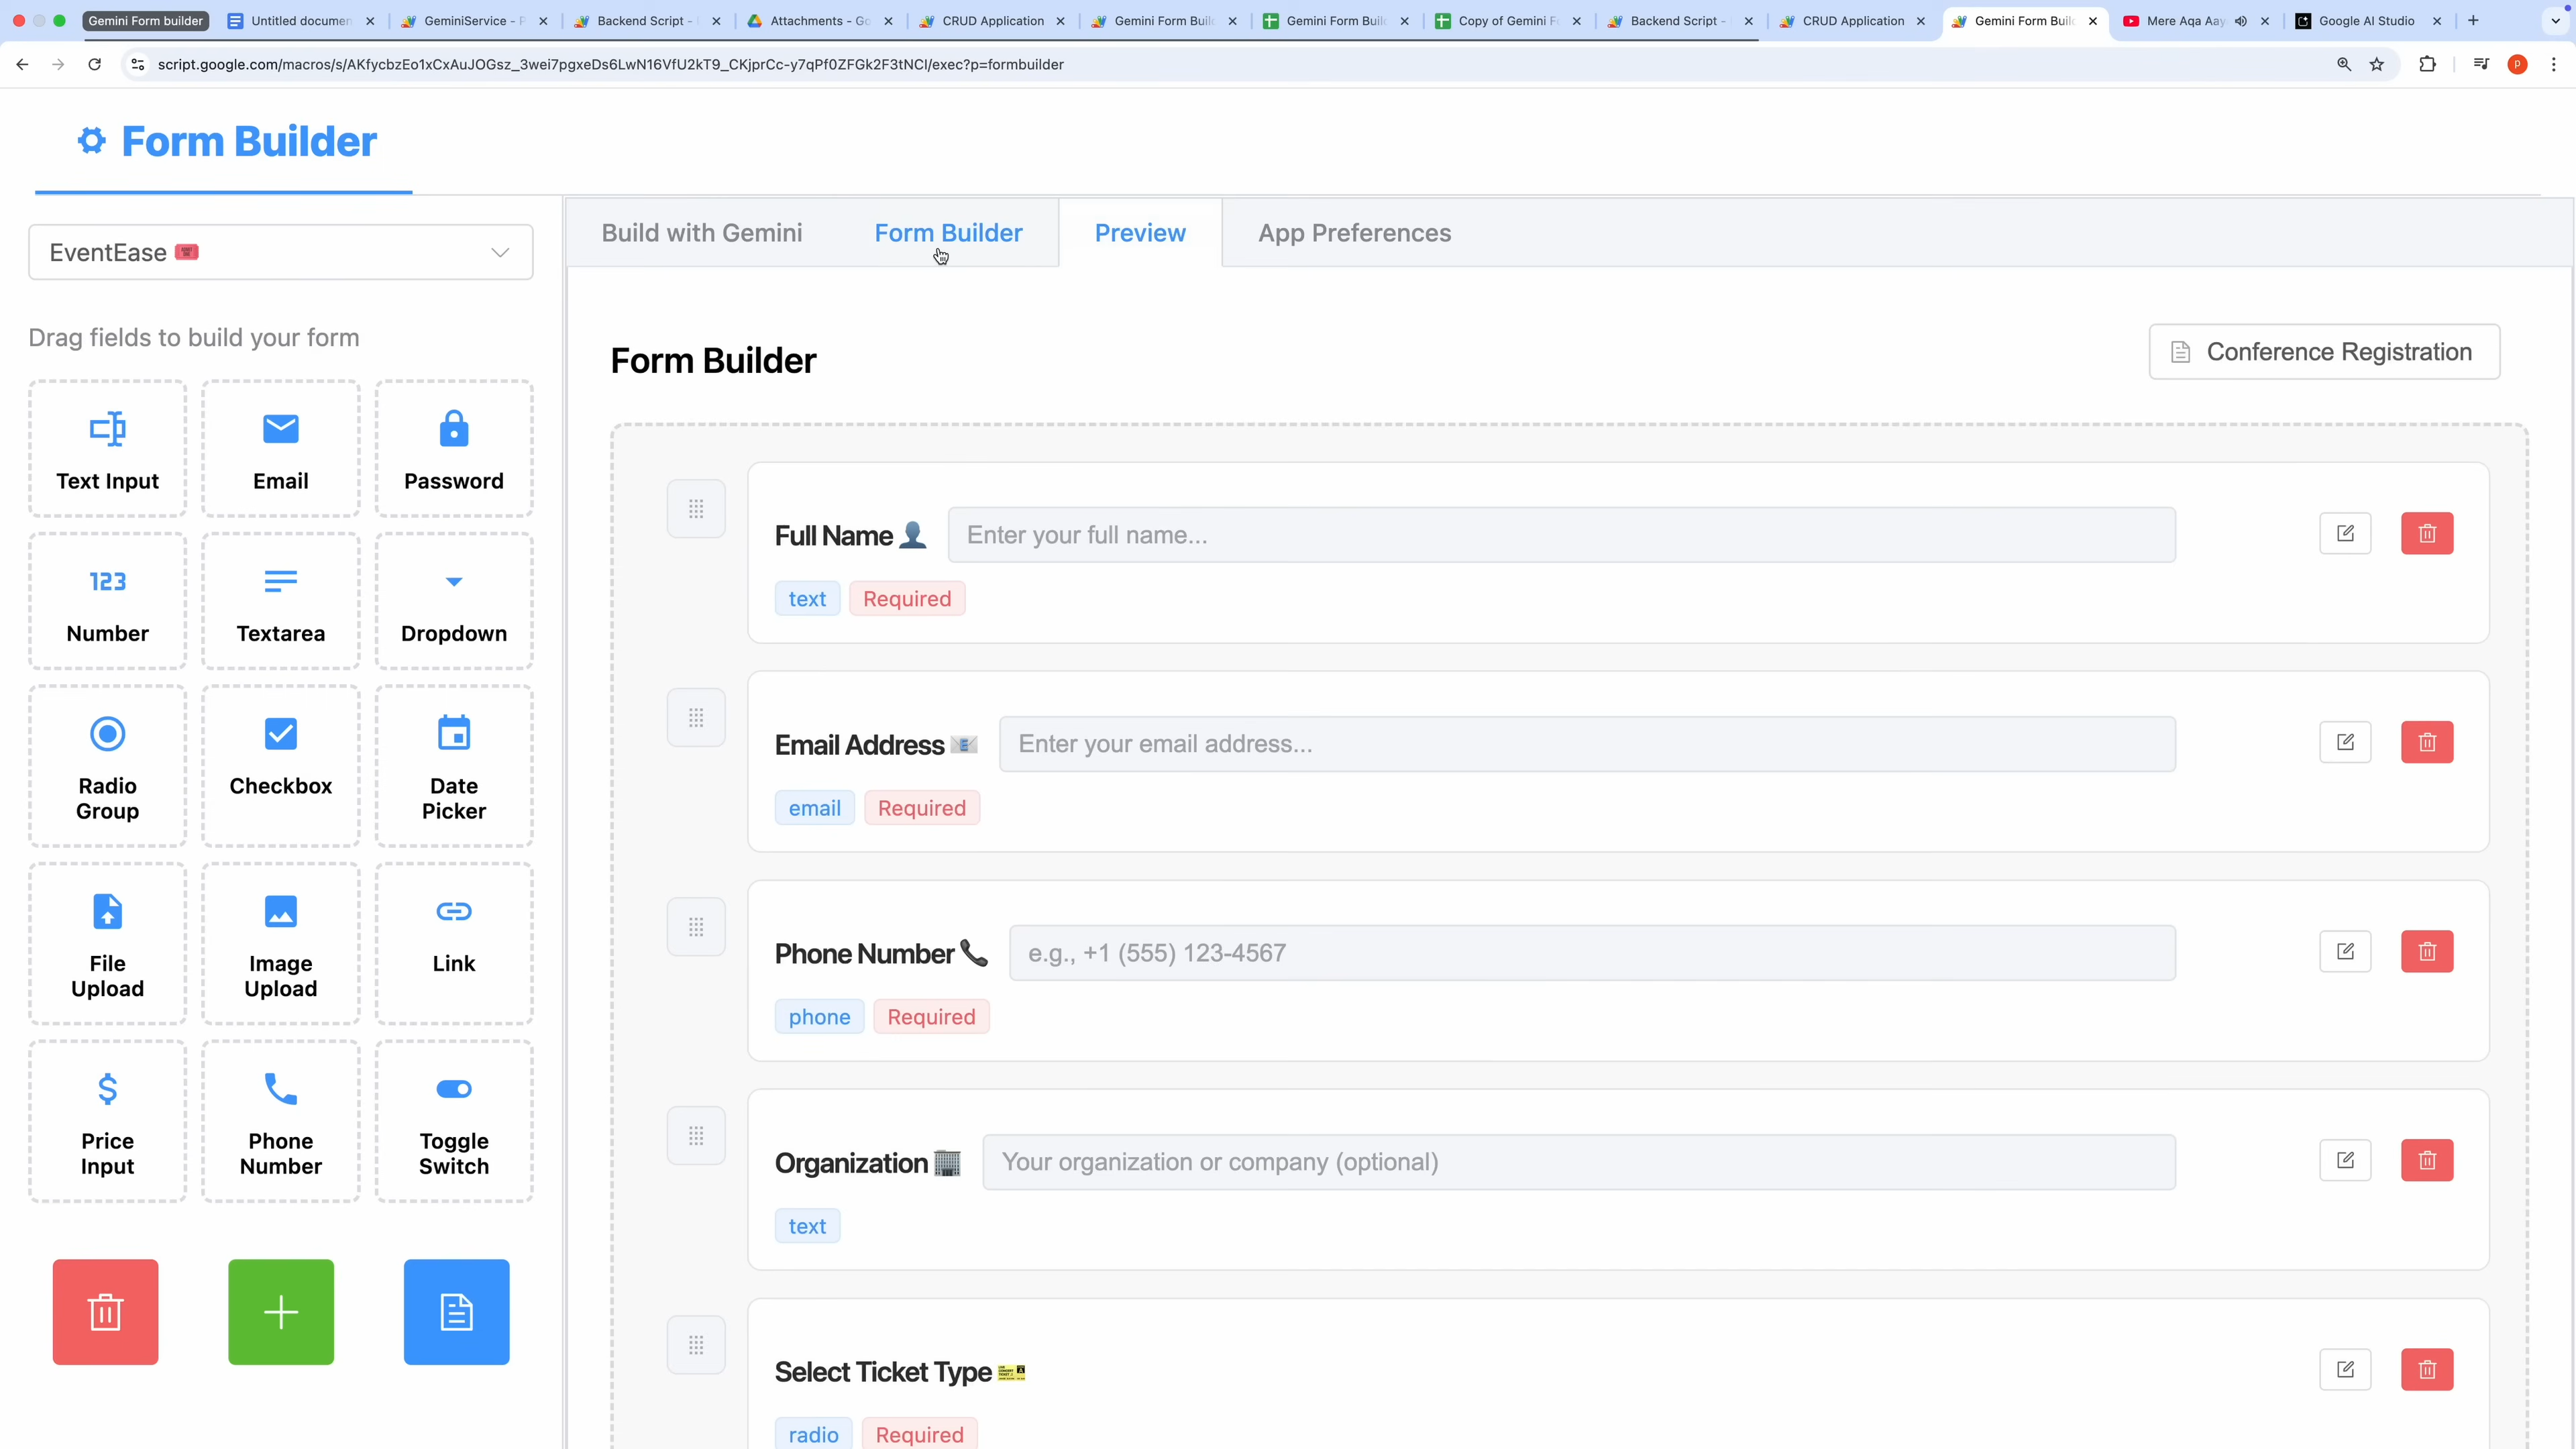 Gemini Form builder
Untitled documen
GeminiService - P
Backend Script -
Attachments - Go
CRUD Application
Gemini Form Buil
Gemini Form Buil
Copy of Gemini F
Backend Script -
CRUD Application
Gemini Form Buil
Mere Aqa Aay
Google AI Studio
script.google.com/macros/s/AKfycbzEo1xCxAuJOGsz_3wei7pgxeDs6LwN16VfU2kT9_CKjprCc-y7qPf0ZFGk2F3tNCI/exec?p=formbuilder
P
Form Builder
EventEase
Build with Gemini
Form Builder
Preview
App Preferences
Drag fields to build your form
Text Input
Email
Password
123
Number
Textarea
Dropdown
Radio
Group
Checkbox
Date
Picker
File
Upload
Image
Upload
Link
Price
Input
Phone
Number
Toggle
Switch
Form Builder
Conference Registration
Full Name
Enter your full name...
text
Required
Email Address
Enter your email address...
email
Required
Phone Number
e.g., +1 (555) 123-4567
phone
Required
Organization
Your organization or company (optional)
text
Select Ticket Type
radio
Required